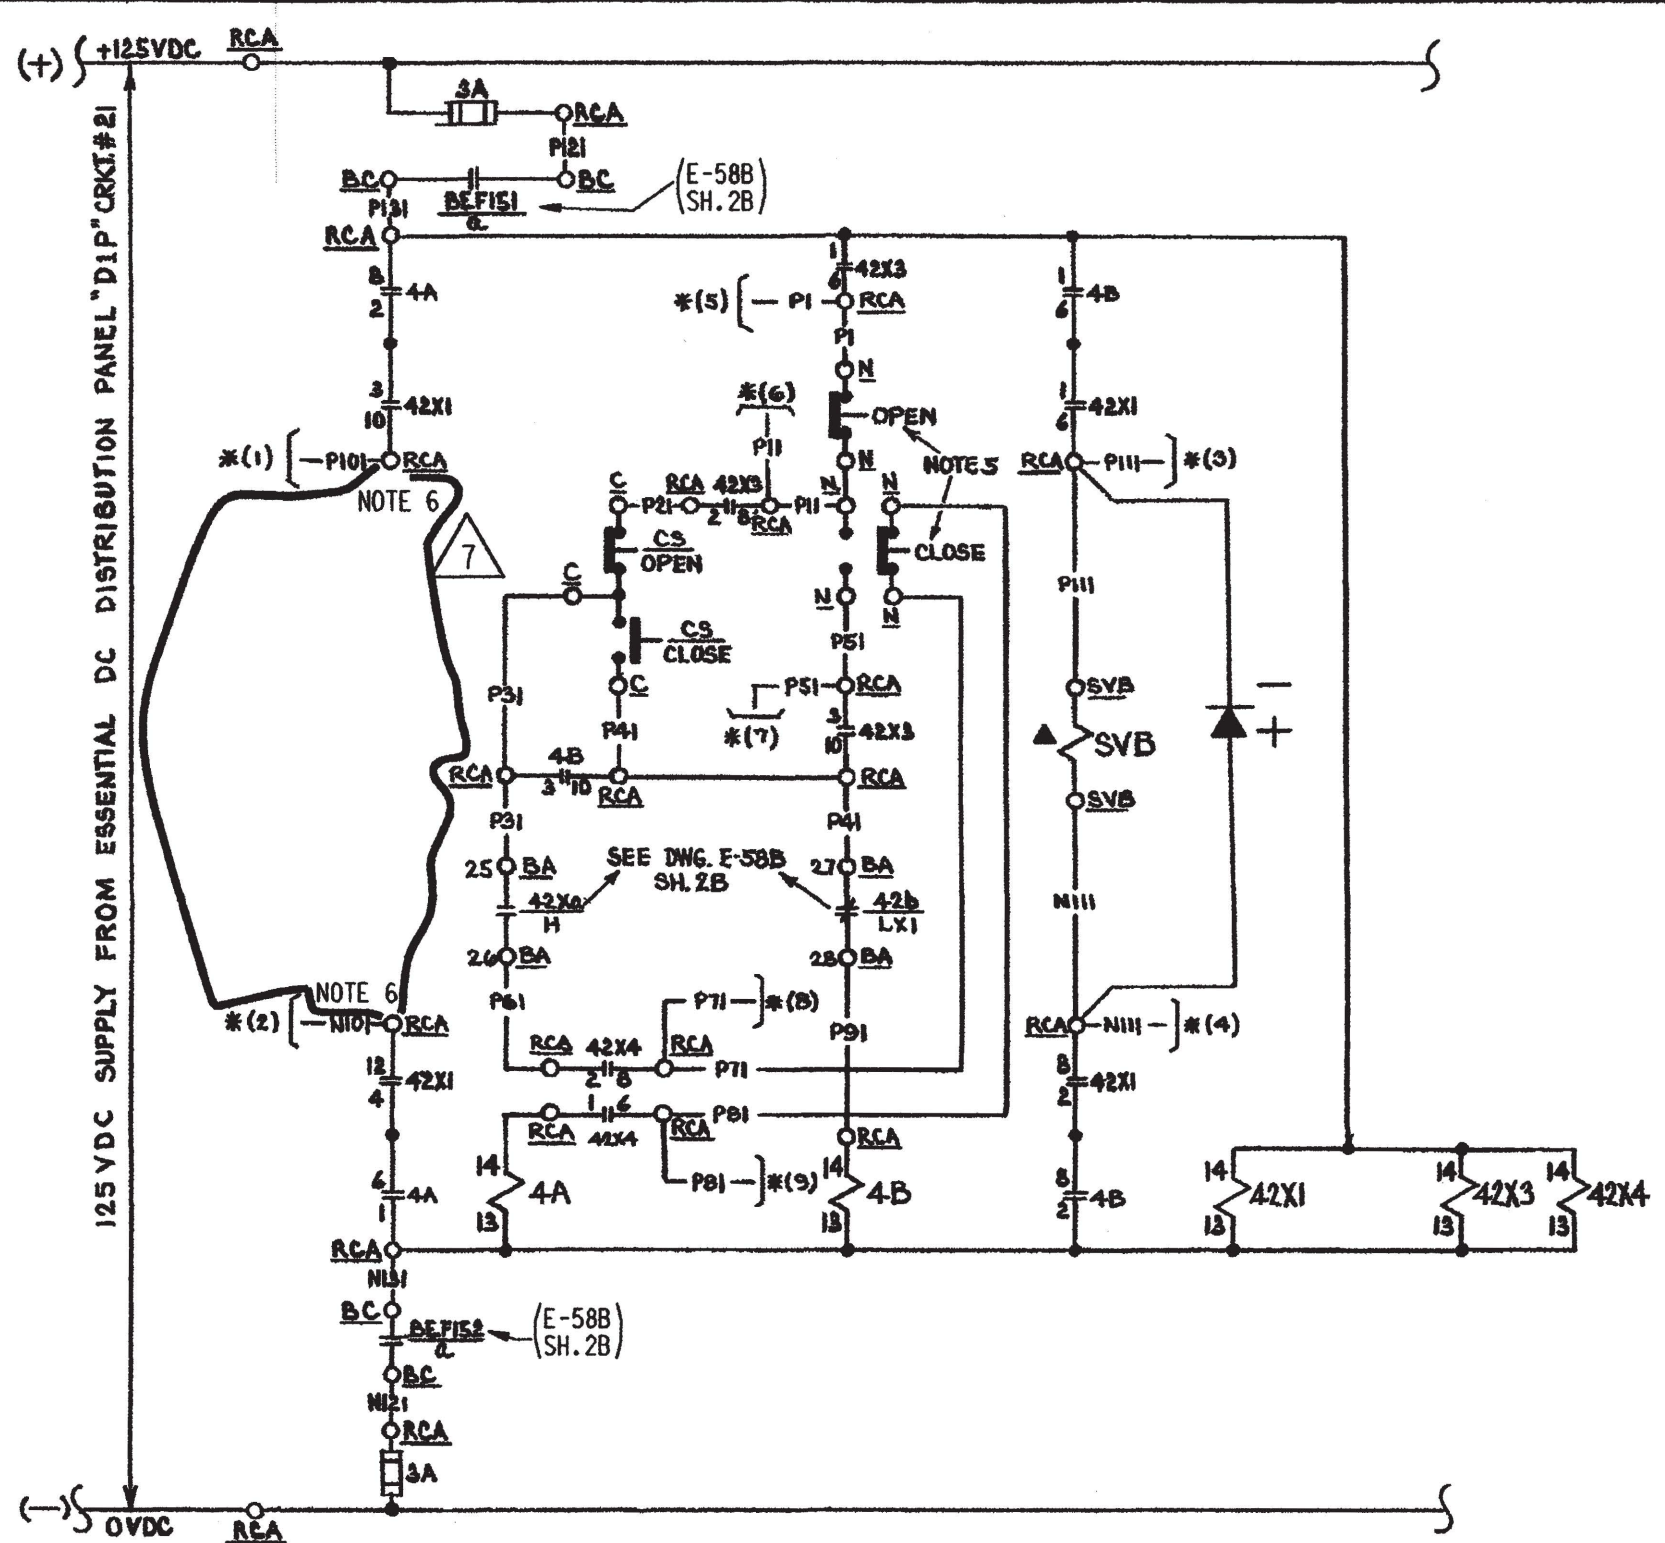 (+) +125VDC RCA
3A
RCA
P121
BC BC
BEF151
a
(E-58B)
(SH.2B)
P131
RCA
8
2
4A
3
10
42X1
*(1) P101 RCA
NOTE 6
7
125VDC SUPPLY FROM ESSENTIAL DC DISTRIBUTION PANEL "D1P" CRKT.#21
1
6
42X3
*(5) P1 RCA
P1
N
OPEN
N
NOTE 5
*(6)
P11
C P21 RCA 42X3
2 8
RCA
P11 N N
CS
OPEN
CLOSE
C
N N
CS
CLOSE
C
P51
P31
P41
P51 RCA
*(7)
3
10
42X3
RCA 4B
3 10
RCA
RCA
P31
P41
25 BA
SEE DWG. E-58B
SH.2B
27 BA
42Xa
H
42b
LX1
26 BA
28 BA
P61
P71 *(8)
P91
RCA 42X4 RCA
2 8
P71
1 6
P81
RCA 42X4 RCA
P81 *(9)
RCA
14
13
4A
14
13
4B
1
6
4B
1
6
42X1
RCA P111 *(3)
P111
SVB
▲ SVB
SVB
−
+
N111
RCA N111 *(4)
8
2
42X1
8
2
4B
14
13
42X1
14
13
42X3
14
13
42X4
NOTE 6
*(2) N101 RCA
12
4
42X1
6
1
4A
RCA
N131
BC
BEF152
a
(E-58B)
(SH.2B)
BC
N121
RCA
3A
(−) 0VDC
RCA